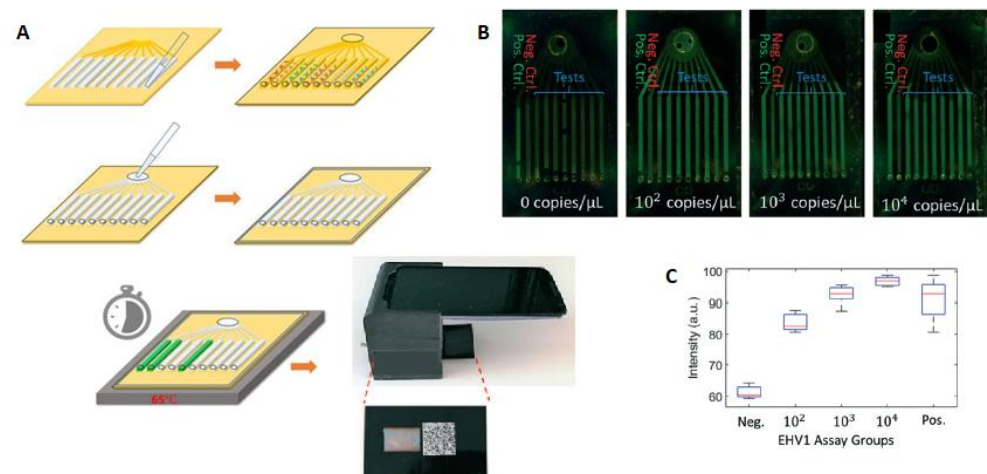 A
65°C
B
Pos. Ctrl.
Neg. Ctrl.
Tests
0 copies/μL
Pos. Ctrl.
Neg. Ctrl.
Tests
10² copies/μL
Pos. Ctrl.
Neg. Ctrl.
Tests
10³ copies/μL
Pos. Ctrl.
Neg. Ctrl.
Tests
10⁴ copies/μL
C
Intensity (a.u.)
100
90
80
70
60
Neg. 10² 10³ 10⁴ Pos.
EHV1 Assay Groups